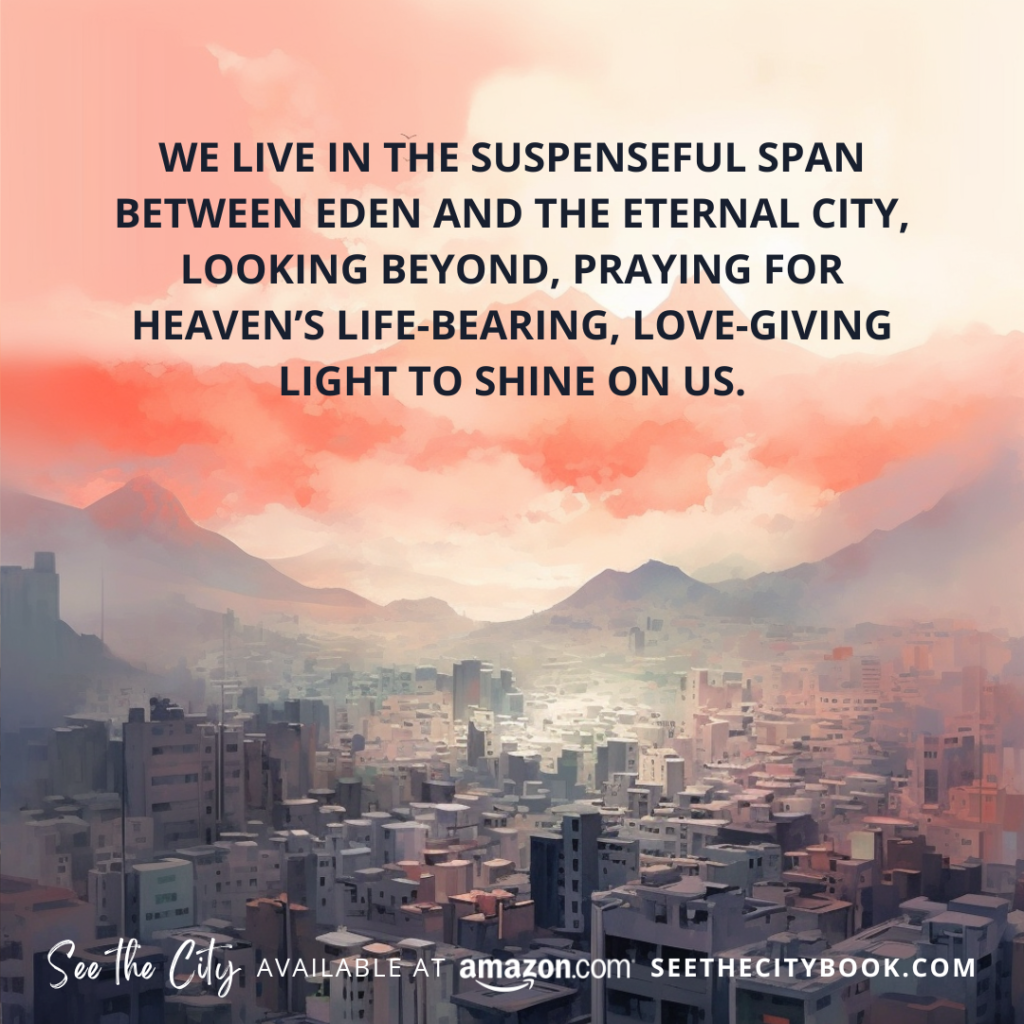 WE LIVE IN THE SUSPENSEFUL SPAN
BETWEEN EDEN AND THE ETERNAL CITY,
LOOKING BEYOND, PRAYING FOR
HEAVEN’S LIFE-BEARING, LOVE-GIVING
LIGHT TO SHINE ON US.
See the City AVAILABLE AT amazon.com SEETHECITYBOOK.COM